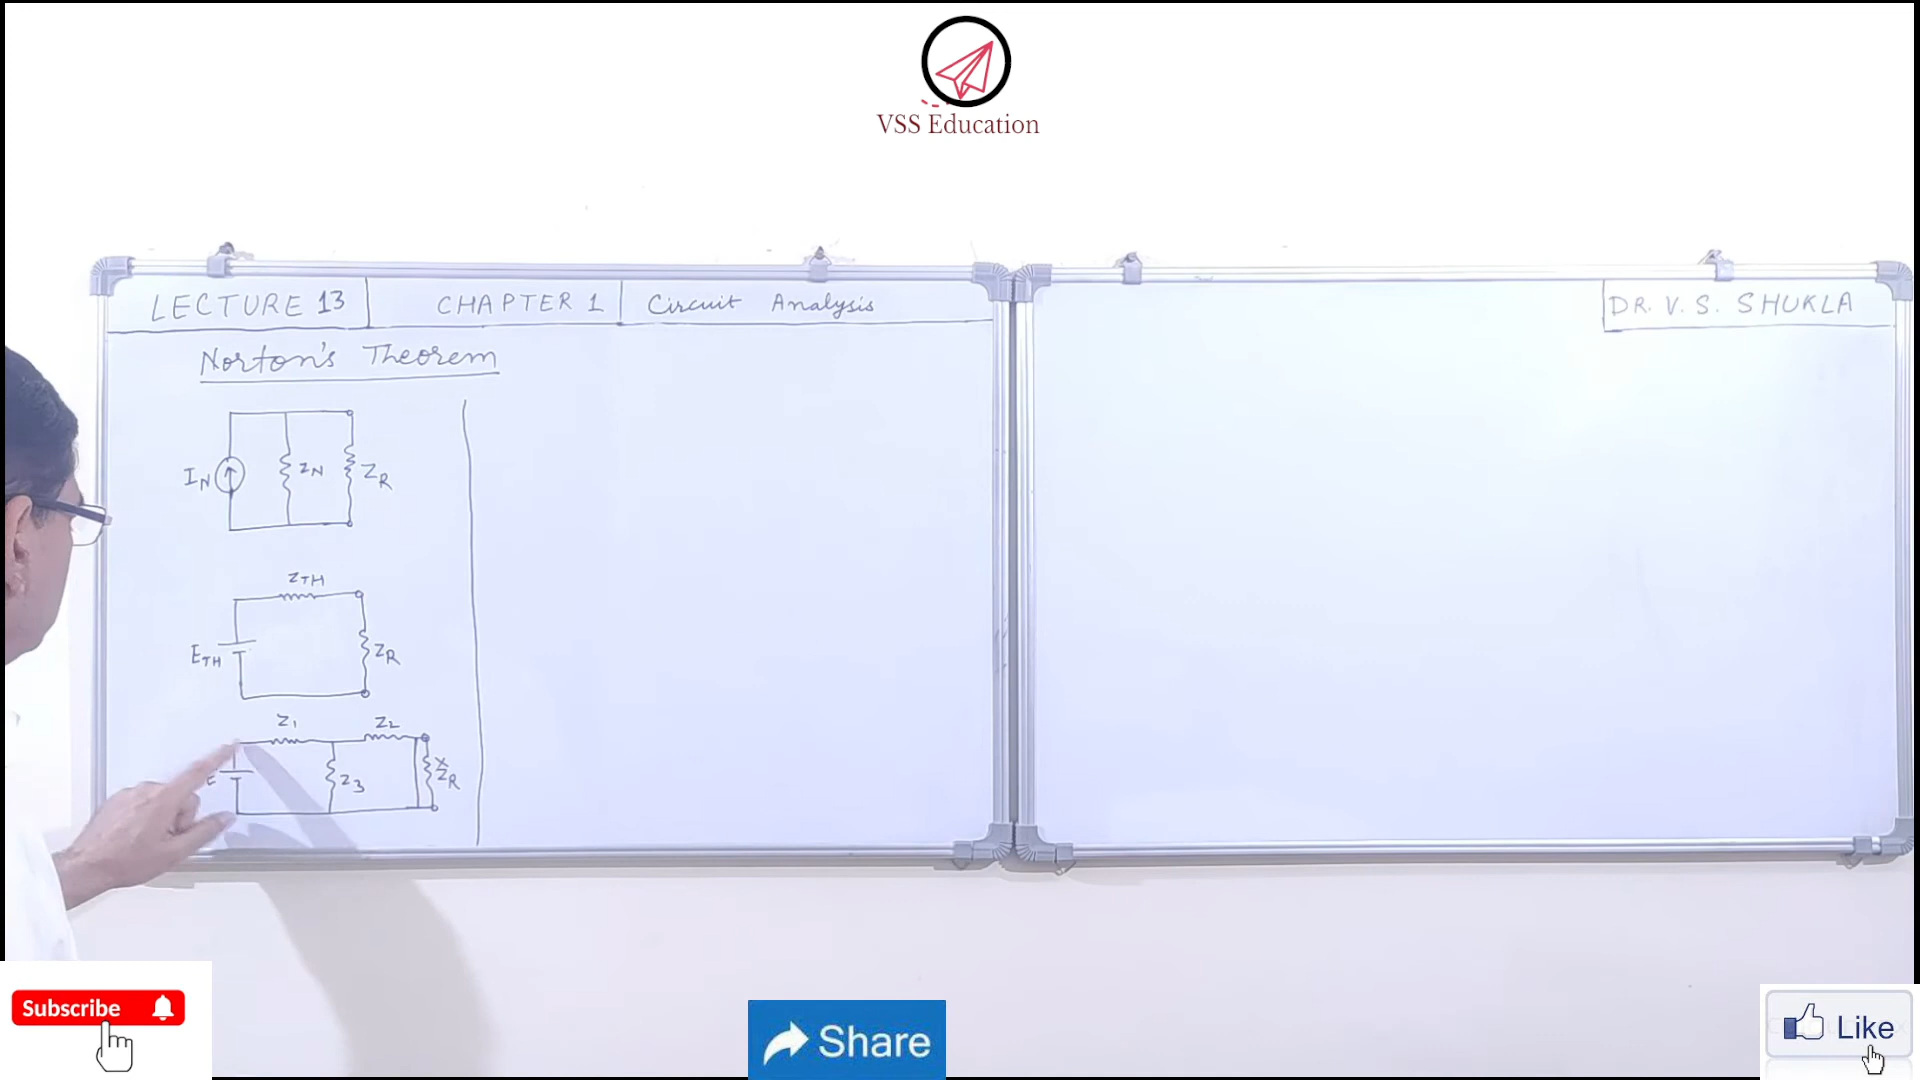 VSS Education
LECTURE 13
CHAPTER 1
Circuit Analysis
DR. V. S. SHUKLA
Norton's Theorem
IN
ZN
ZR
ZTH
ETH
ZR
Z1
Z2
E
Z3
X
ZR
Subscribe
Share
Like